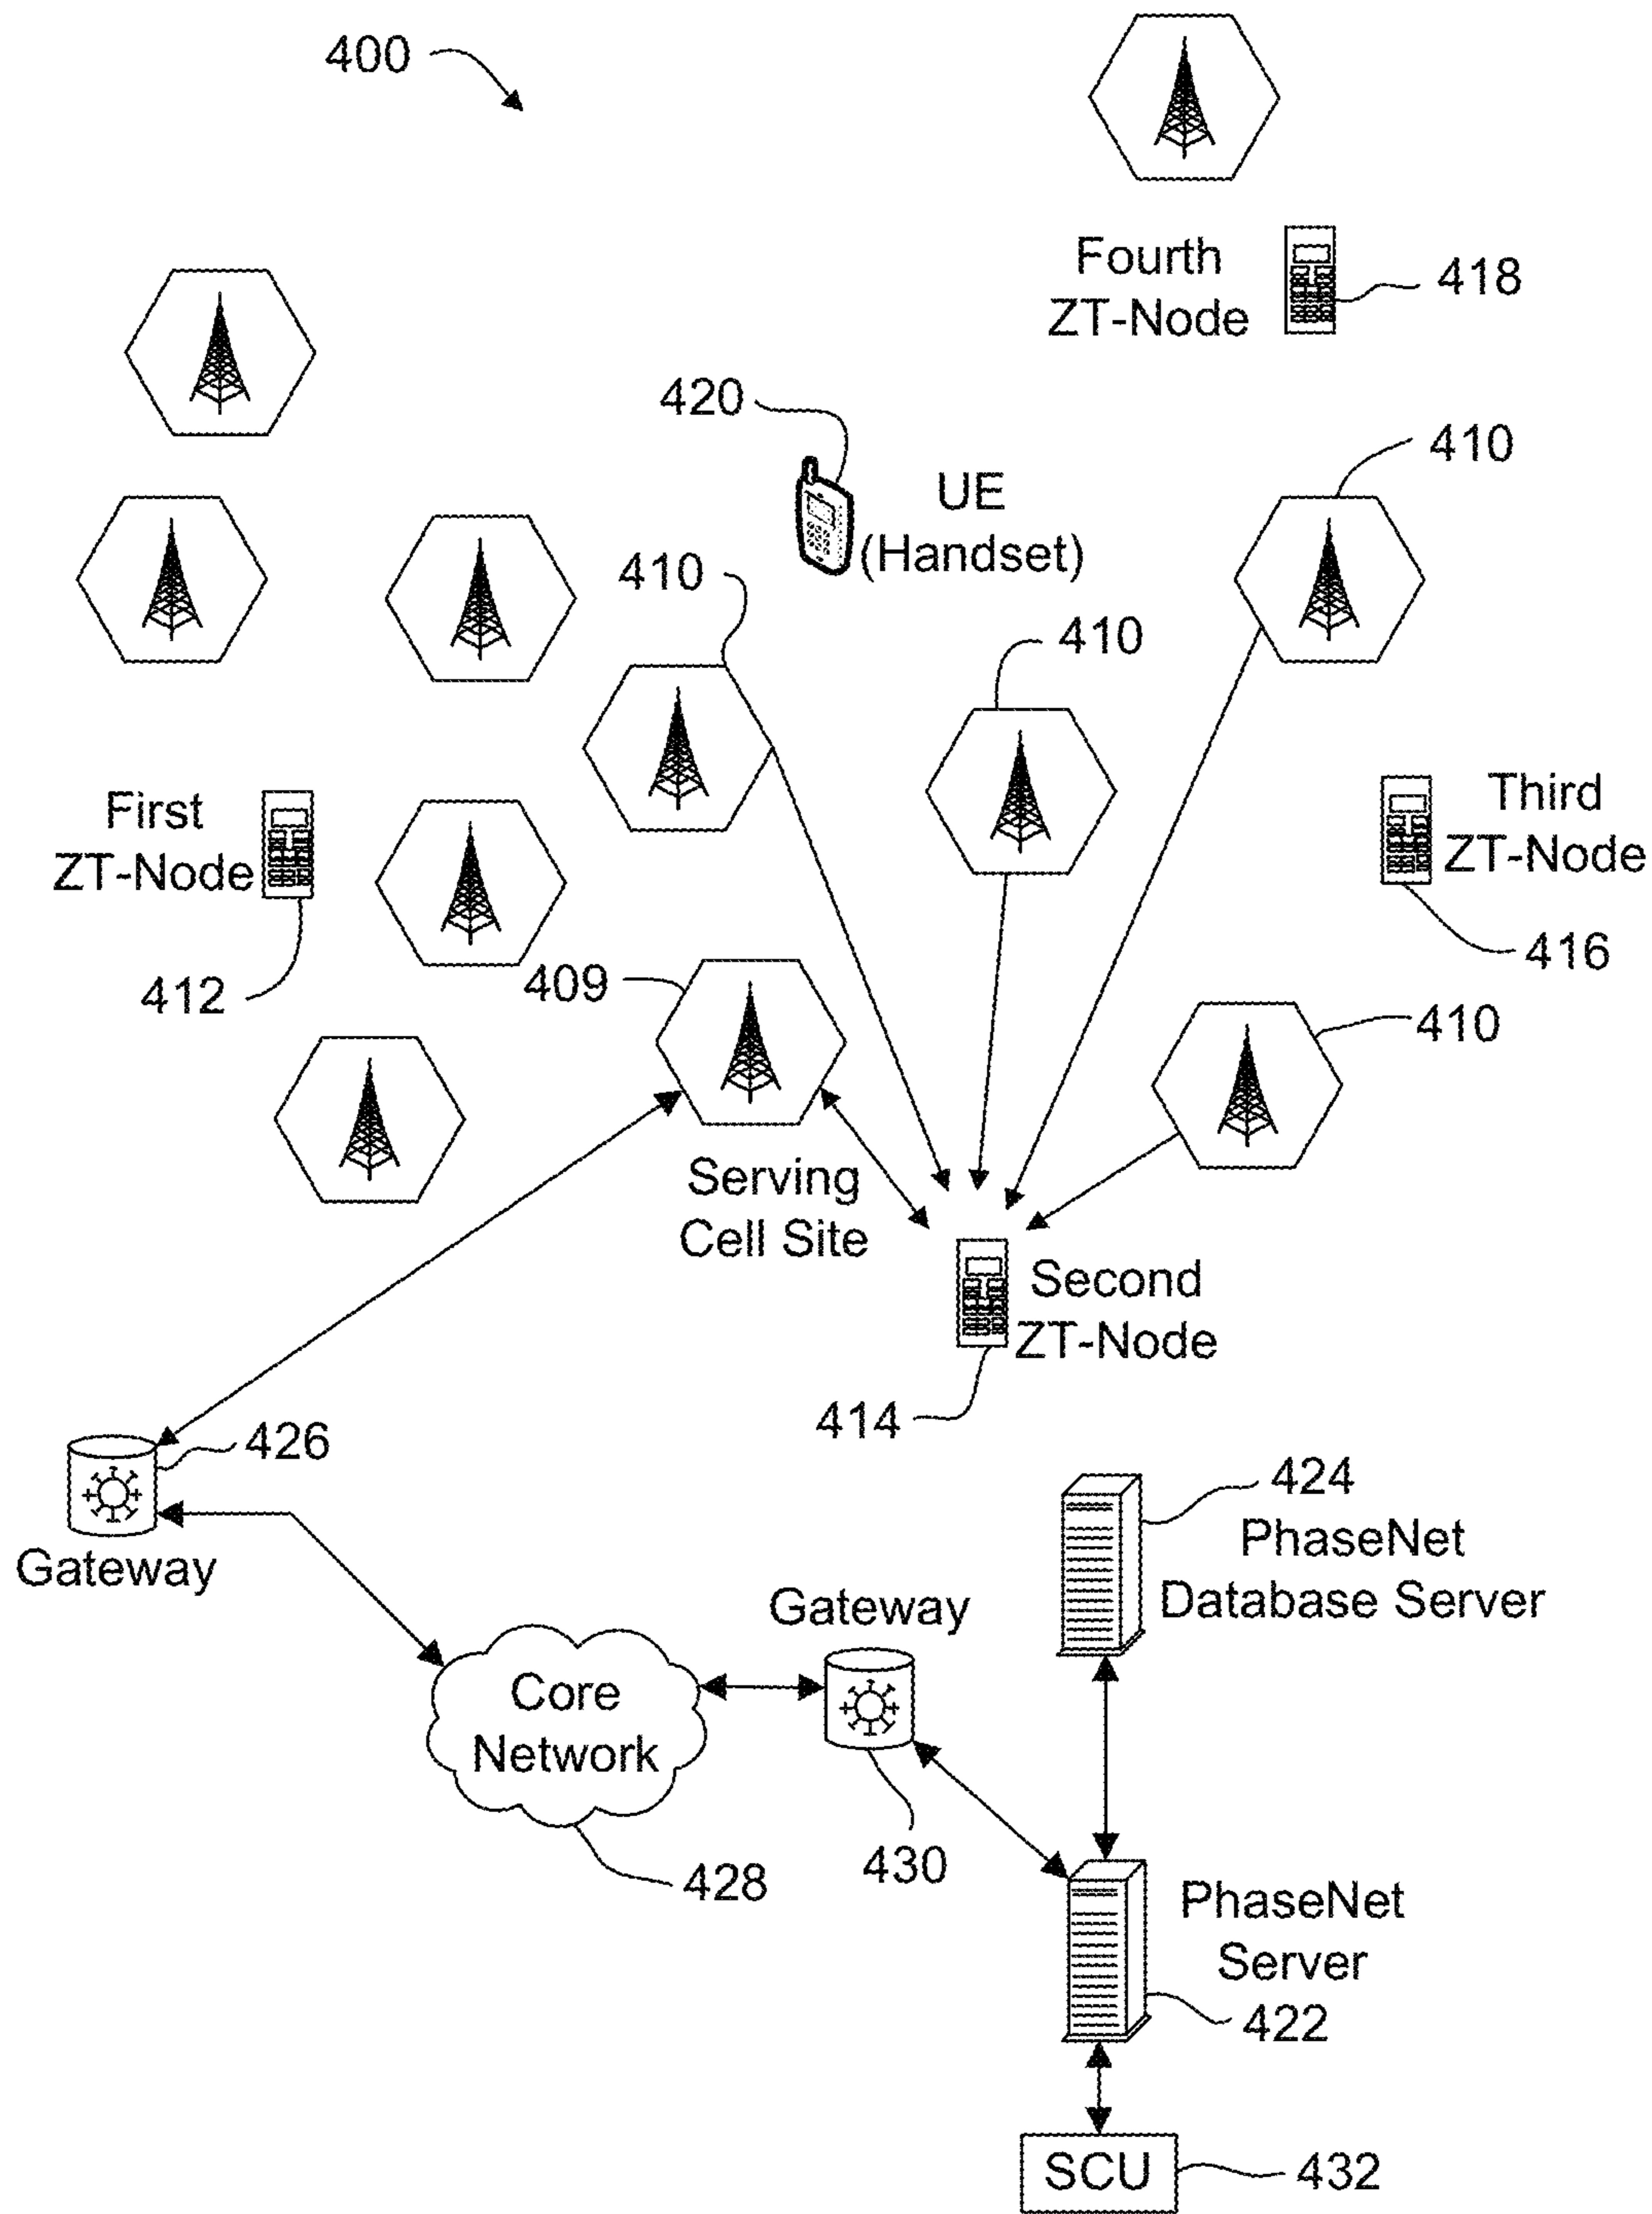 400
Fourth
ZT-Node
418
420
UE
(Handset)
410
410
410
First
ZT-Node
412
Third
ZT-Node
416
409
410
Serving
Cell Site
Second
ZT-Node
414
426
Gateway
424
PhaseNet
Database Server
Gateway
Core
Network
430
428
PhaseNet
Server
422
SCU
432